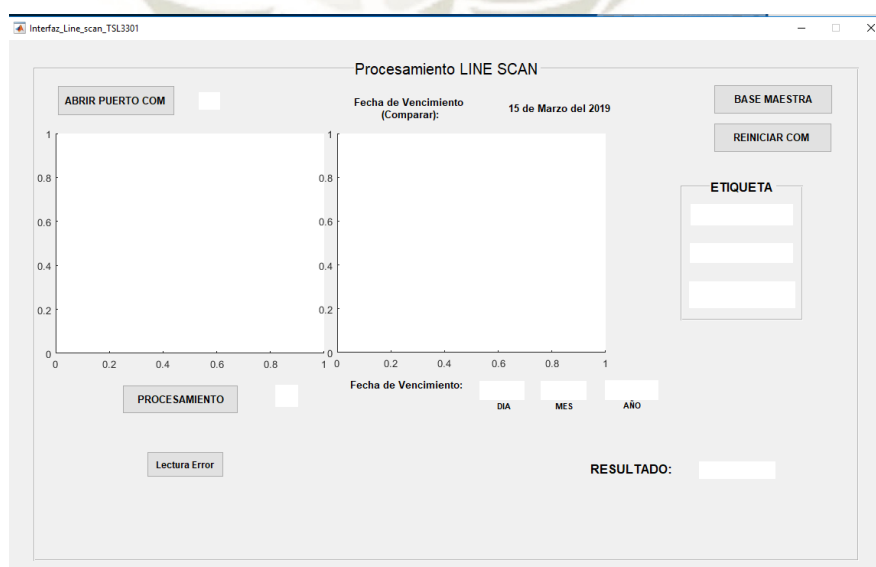 Interfaz_Line_scan_TSL3301
Procesamiento LINE SCAN
ABRIR PUERTO COM
Fecha de Vencimiento
(Comparar):
15 de Marzo del 2019
BASE MAESTRA
REINICIAR COM
1
0.8
0.6
0.4
0.2
0
0
0.2
0.4
0.6
0.8
1
1
0.8
0.6
0.4
0.2
0
0
0.2
0.4
0.6
0.8
1
ETIQUETA
PROCESAMIENTO
Fecha de Vencimiento:
DIA
MES
AÑO
Lectura Error
RESULTADO: